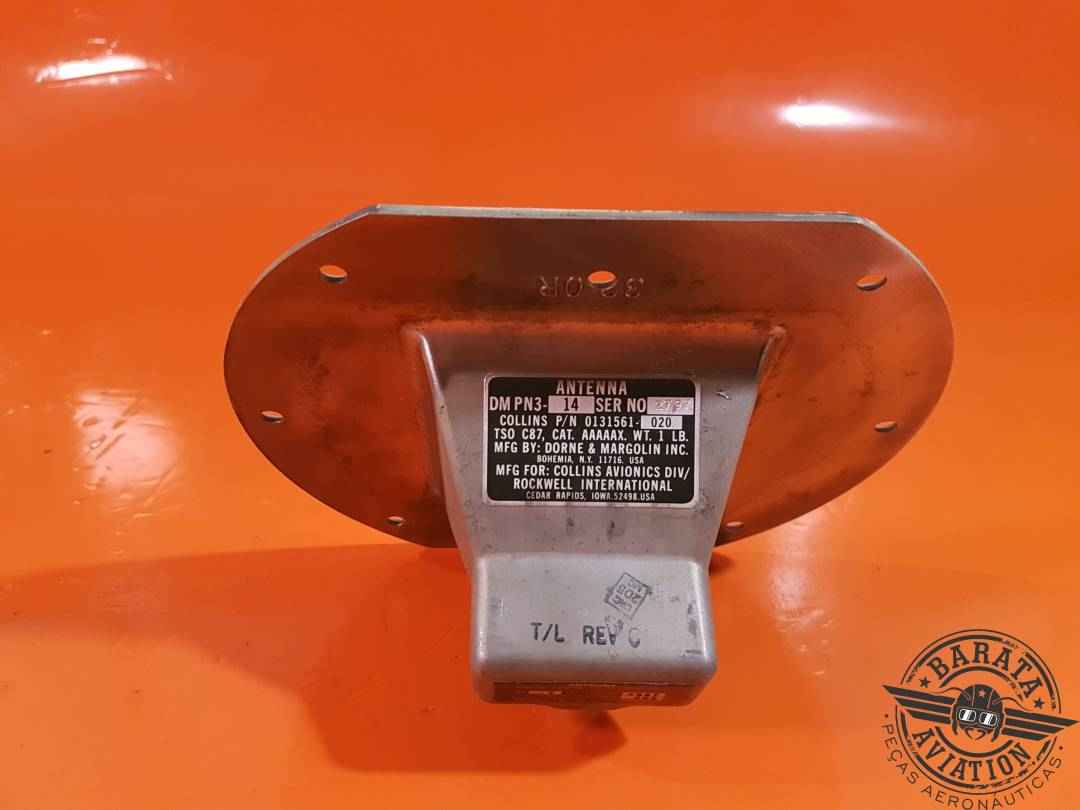 ANTENNA
DM PN3- 14 SER NO
COLLINS P/N 0131561- 020
TSO C87, CAT. AAAAAX. WT. 1 LB.
MFG BY: DORNE & MARGOLIN INC.
BOHEMIA, N.Y. 11716. USA
MFG FOR: COLLINS AVIONICS DIV/
ROCKWELL INTERNATIONAL
CEDAR RAPIDS, IOWA.52498.USA
T/L REV C
BARATA
AVIATION
• PEÇAS AERONÁUTICAS •